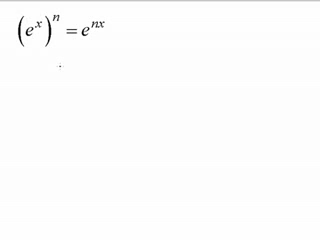 (e^x)^n = e^{nx}